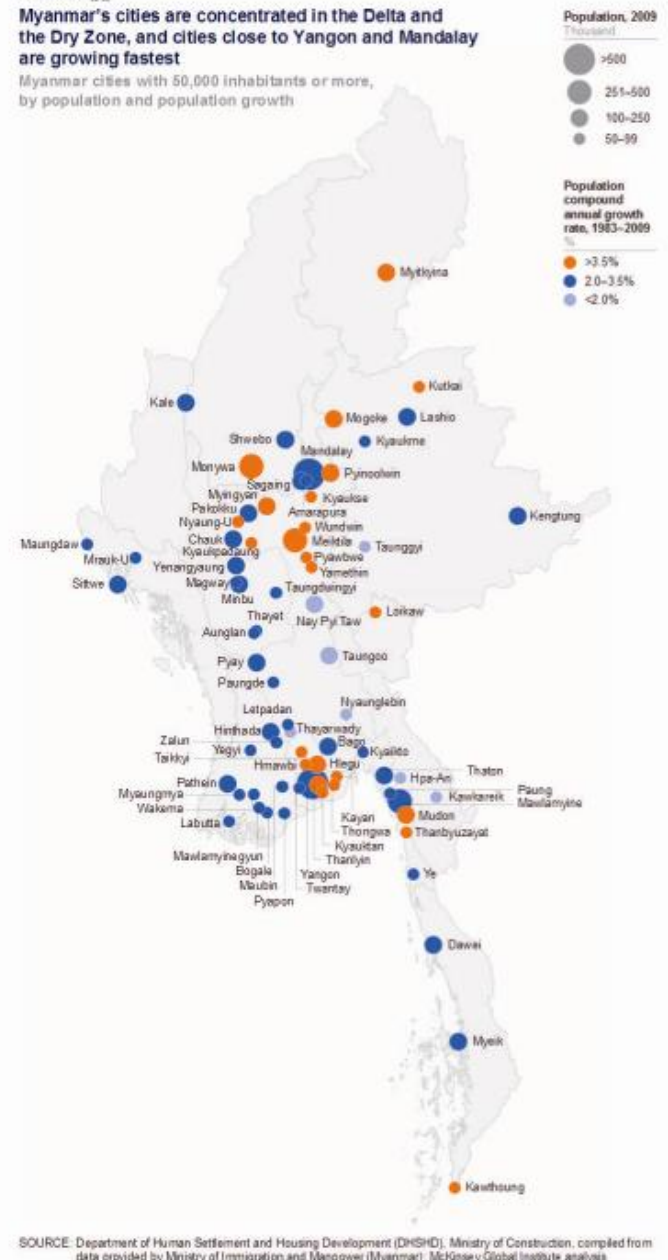 Myanmar's cities are concentrated in the Delta and
the Dry Zone, and cities close to Yangon and Mandalay
are growing fastest
Myanmar cities with 50,000 inhabitants or more,
by population and population growth
Population, 2009
Thousand
>500
251–500
100–250
50–99
Population
compound
annual growth
rate, 1983–2009
%
>3.5%
2.0–3.5%
<2.0%
Myitkyina
Kutkai
Kale
Mogoke
Lashio
Shwebo
Kyaukme
Mandalay
Monywa
Pyinoolwin
Sagaing
Myingyan
Kyaukse
Pakokku
Amarapura
Kengtung
Nyaung-U
Wundwin
Chauk
Meiktila
Maungdaw
Taunggyi
Kyaukpadaung
Mrauk-U
Pyawbwe
Yenangyaung
Yamethin
Sittwe
Magway
Taungdwingyi
Minbu
Thayet
Nay Pyi Taw
Loikaw
Aunglan
Pyay
Taungoo
Paungde
Nyaunglebin
Letpadan
Hinthada
Thayarwady
Zalun
Bago
Yegyi
Kyaikto
Taikkyi
Hmawbi
Hlegu
Thaton
Pathein
Hpa-An
Paung
Myaungmya
Kawkareik
Mawlamyine
Wakema
Mudon
Labutta
Kayan
Thongwa
Thanbyuzayat
Kyauktan
Mawlamyinegyun
Thanlyin
Bogale
Yangon
Ye
Maubin
Twantay
Pyapon
Dawei
Myeik
Kawthoung
SOURCE: Department of Human Settlement and Housing Development (DHSHD), Ministry of Construction, compiled from
data provided by Ministry of Immigration and Manpower (Myanmar); McKinsey Global Institute analysis